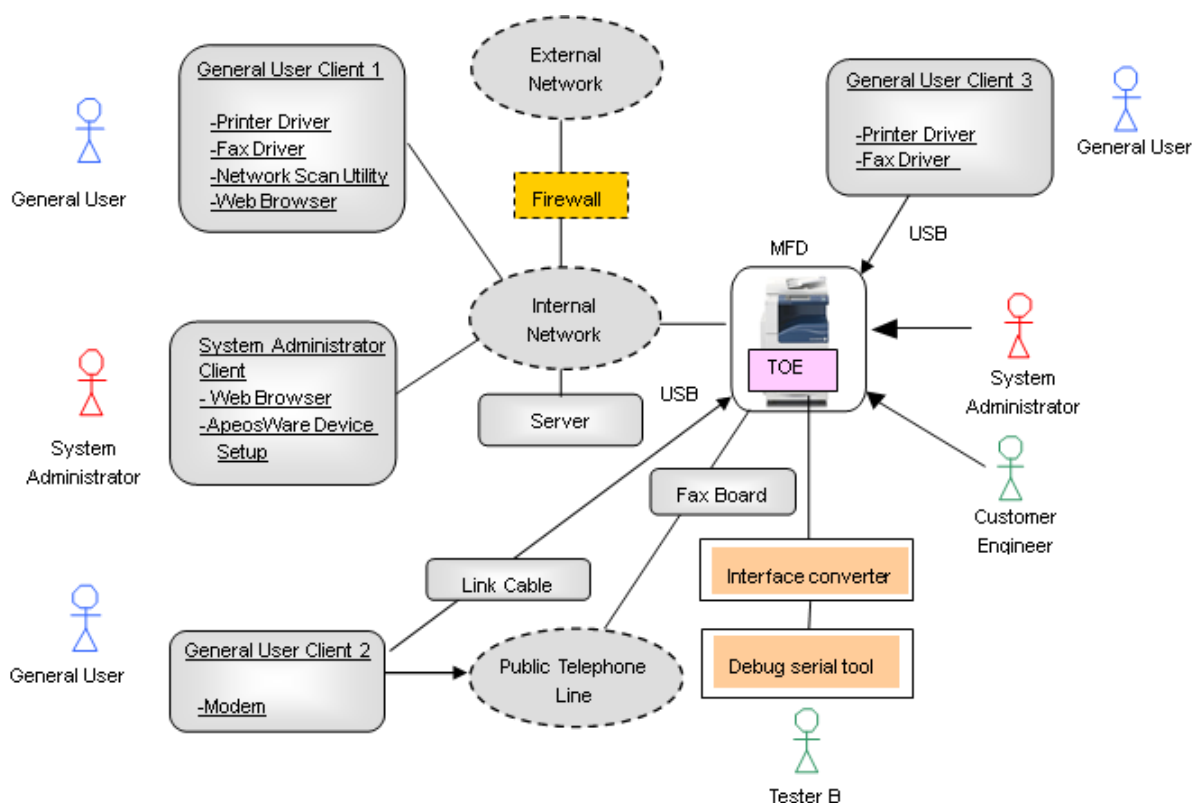 External
Network
General User Client 1
-Printer Driver
-Fax Driver
-Network Scan Utility
-Web Browser
General User
General User Client 3
-Printer Driver
-Fax Driver
General User
Firewall
USB
MFD
Internal
Network
TOE
System Administrator
Client
- Web Browser
-ApeosWare Device
Setup
System
Administrator
Server
USB
System
Administrator
Fax Board
Customer
Engineer
Link Cable
Interface converter
General User
General User Client 2
-Modem
Public Telephone
Line
Debug serial tool
Tester B